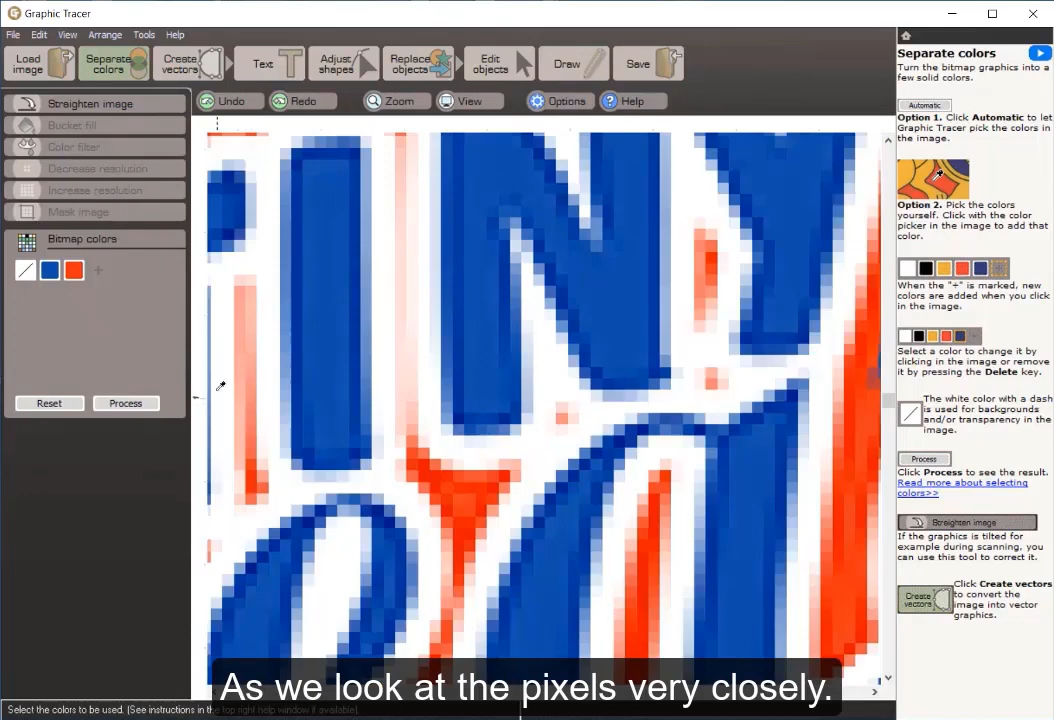 Graphic Tracer
File Edit View Arrange Tools Help
Load image
Separate colors
Create vectors
Text
Adjust shapes
Replace objects
Edit objects
Draw
Save
Undo Redo Zoom View Options Help
Straighten image
Bucket fill
Color filter
Decrease resolution
Increase resolution
Mask image
Bitmap colors
+
Reset Process
Separate colors
Turn the bitmap graphics into a
few solid colors.
Automatic
Option 1. Click Automatic to let
Graphic Tracer pick the colors in
the image.
Option 2. Pick the colors
yourself. Click with the color
picker in the image to add that
color.
When the "+" is marked, new
colors are added when you click
in the image.
Select a color to change it by
clicking in the image or remove
it by pressing the Delete key.
The white color with a dash
is used for backgrounds
and/or transparency in the
image.
Process
Click Process to see the result.
Read more about selecting
colors>>
Straighten image
If the graphics is tilted for
example during scanning, you
can use this tool to correct it.
Create vectors
Click Create vectors
to convert the
image into vector
graphics.
As we look at the pixels very closely.
Select the colors to be used. (See instructions in the top right help window if available).